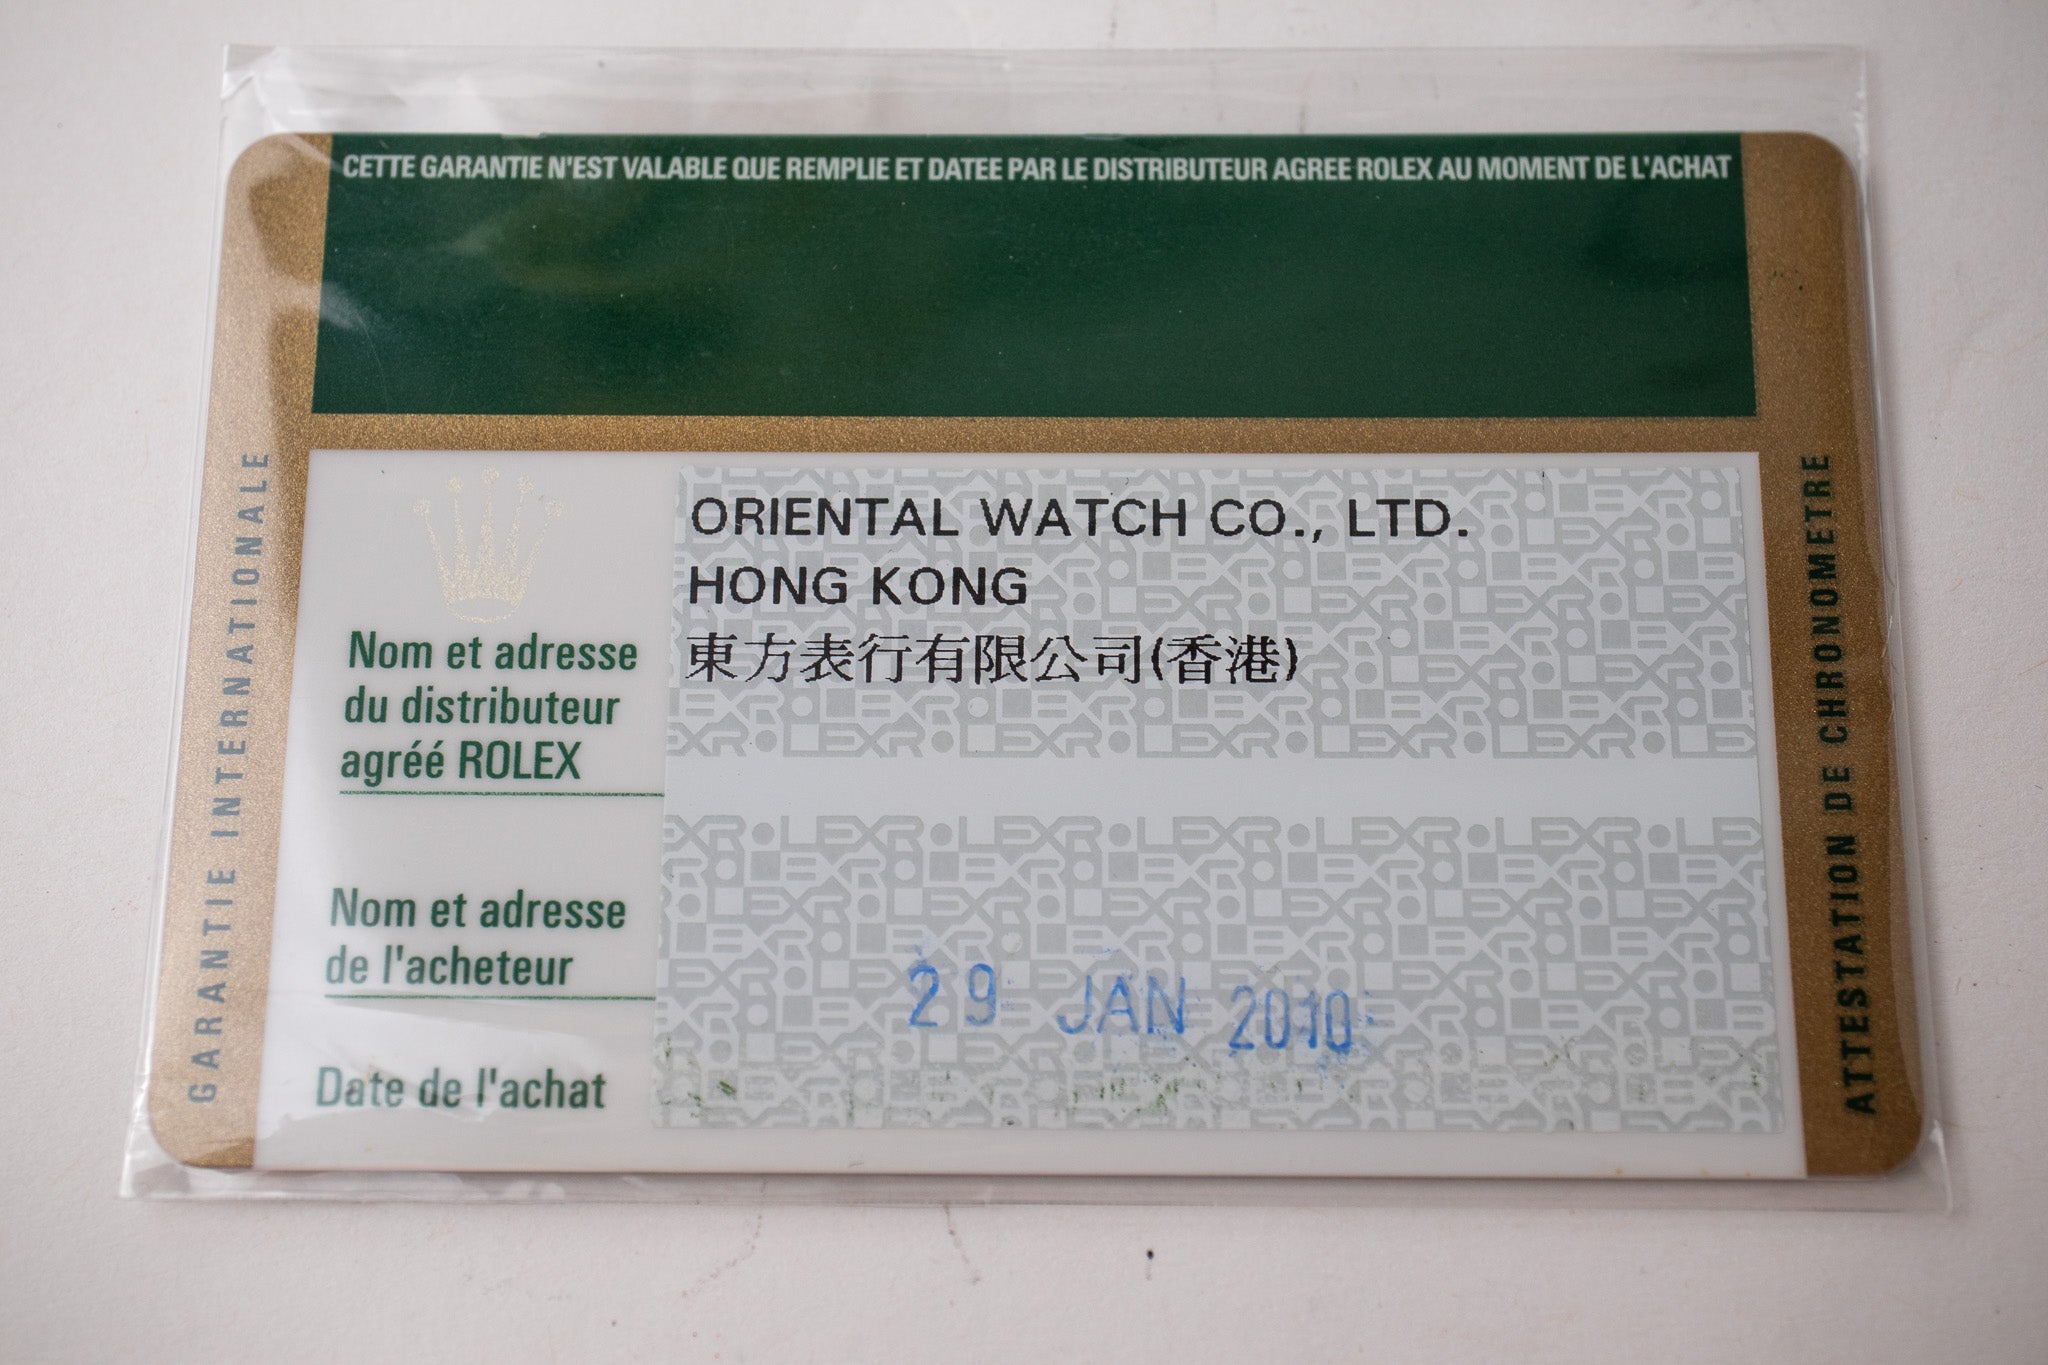 CETTE GARANTIE N'EST VALABLE QUE REMPLIE ET DATEE PAR LE DISTRIBUTEUR AGREE ROLEX AU MOMENT DE L'ACHAT
GARANTIE INTERNATIONALE
ORIENTAL WATCH CO., LTD.
HONG KONG
東方表行有限公司(香港)
Nom et adresse
du distributeur
agréé ROLEX
Nom et adresse
de l'acheteur
29 JAN 2010
Date de l'achat
ATTESTATION DE CHRONOMETRE